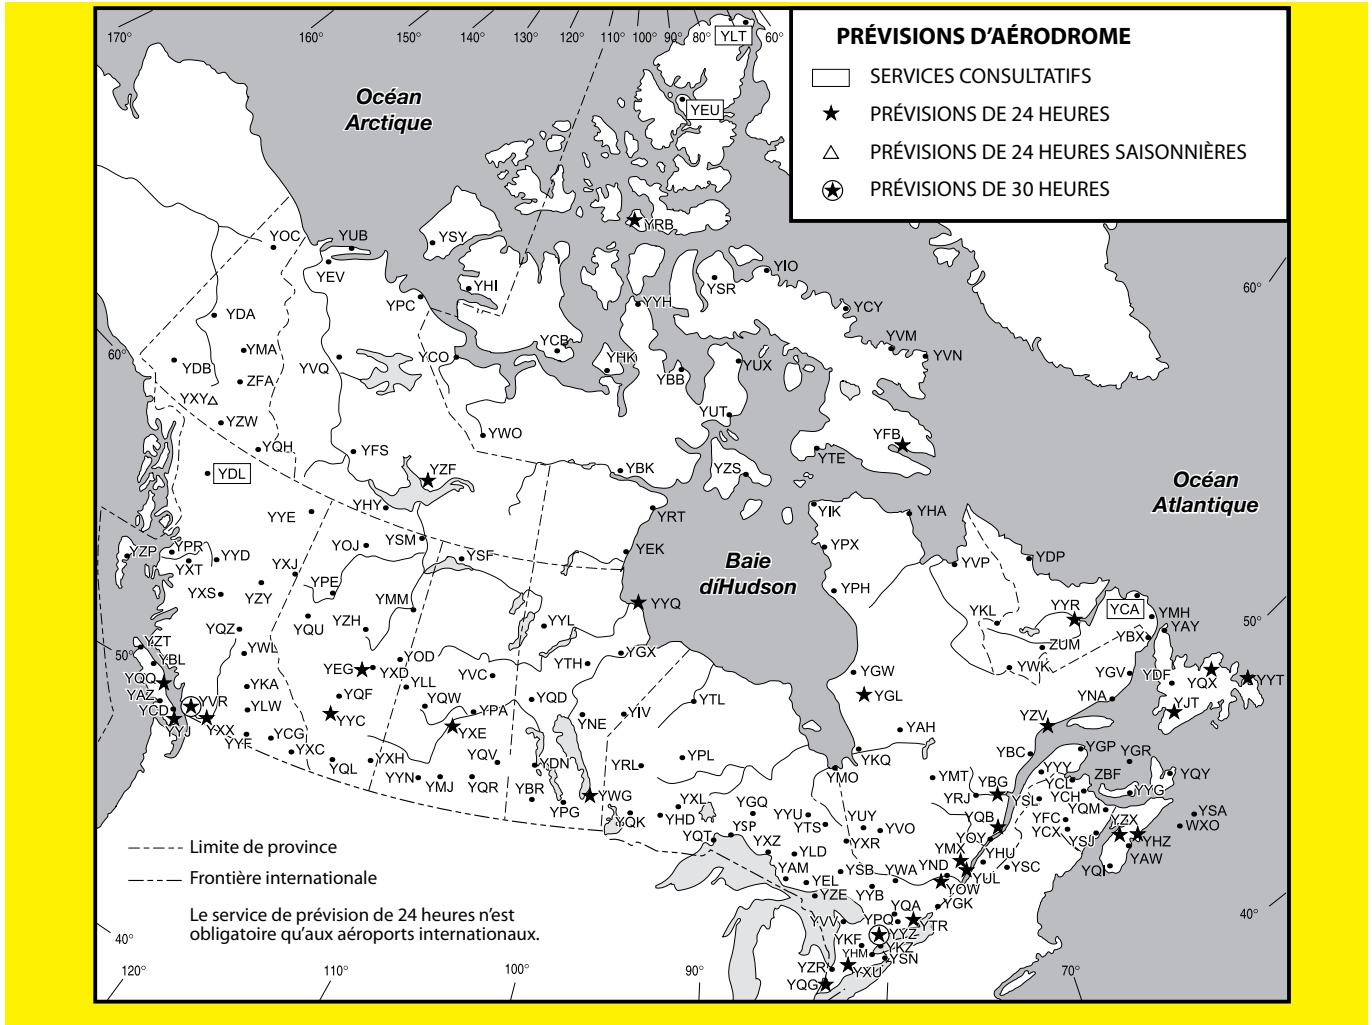 170°
160°
150°
140°
130°
120°
110°
100°
90°
80°
70°
60°
YLT
PRÉVISIONS D'AÉRODROME
SERVICES CONSULTATIFS
PRÉVISIONS DE 24 HEURES
PRÉVISIONS DE 24 HEURES SAISONNIÈRES
PRÉVISIONS DE 30 HEURES
Océan
Arctique
YEU
YRB
YOC
YUB
YSY
YEV
YHI
YIO
YSR
YPC
YYH
YCY
60°
YDA
YVM
YMA
YCB
YVN
60°
YDB
YVQ
YCO
YHK
YUX
ZFA
YBB
YXY
YZW
YUT
YWO
YFB
YQH
YFS
YTE
YDL
YZF
YBK
YZS
Océan
Atlantique
YHY
YYE
YRT
YIK
YHA
YOJ
YSM
YZP
YPR
YYD
YXT
YXJ
YSF
YEK
YPX
Baie
díHudson
YVP
YDP
YXS
YZY
YPE
YMM
YPH
YYQ
YKL
YYR
YCA
YMH
YQZ
YQU
YZH
YYL
YAY
50°
YZT
YBL
YWL
YBX
ZUM
50°
YQQ
YEG
YXD
YOD
YVC
YTH
YGX
YGW
YWK
YGV
YDF
YAZ
YVR
YKA
YQF
YLL
YQW
YQD
YTL
YGL
YQX
YYT
YCD
YLW
YPA
YNA
YJT
YYJ
YXX
YYF
YYC
YXE
YNE
YIV
YAH
YZV
YCG
YXC
YQL
YXH
YQV
YDN
YRL
YPL
YKQ
YBC
YGP
YGR
YYN
YMJ
YQR
YBR
YMO
YMT
YBG
YYY
ZBF
YQY
YPG
YWG
YXL
YGQ
YRJ
YSL
YCL
YCH
YYG
YQK
YHD
YYU
YUY
YQB
YFC
YQM
YSA
YQT
YSP
YTS
YVO
YQY
YCX
YZX
WXO
YXZ
YLD
YXR
YMX
YHU
YSJ
YHZ
YAM
YEL
YSB
YWA
YND
YUL
YSC
YAW
YZE
YYB
YOW
YQI
YQA
YGK
YVV
YPQ
YTR
YKF
YYZ
YHM
YKZ
YSN
YZR
YXU
YQG
Limite de province
Frontière internationale
Le service de prévision de 24 heures n'est
obligatoire qu'aux aéroports internationaux.
40°
40°
120°
110°
100°
90°
70°